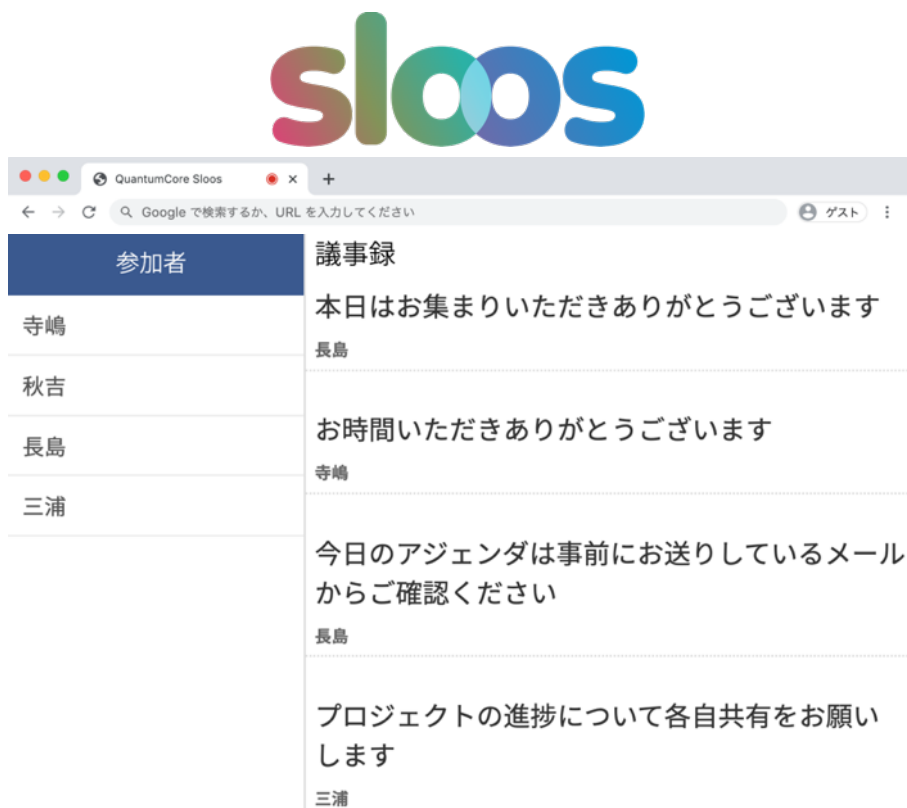 sloos
QuantumCore Sloos
Google で検索するか、URL を入力してください
ゲスト
参加者
寺嶋
秋吉
長島
三浦
議事録
本日はお集まりいただきありがとうございます
長島
お時間いただきありがとうございます
寺嶋
今日のアジェンダは事前にお送りしているメール
からご確認ください
長島
プロジェクトの進捗について各自共有をお願い
します
三浦